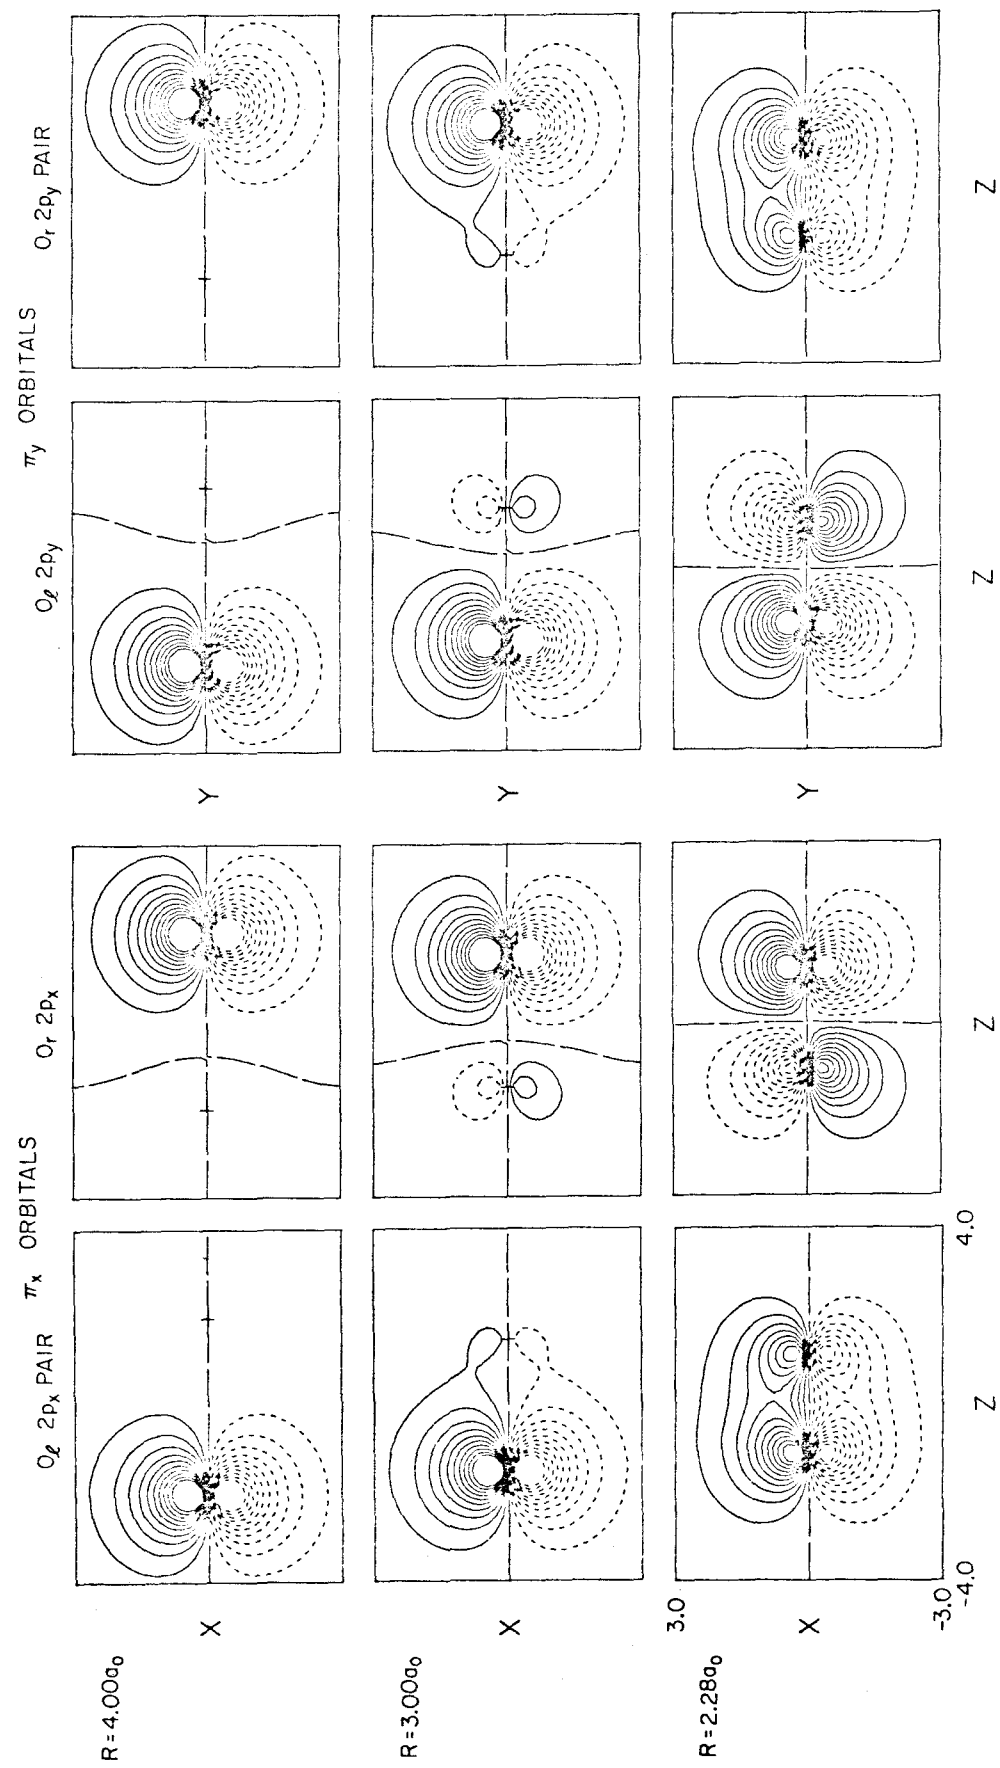 πx ORBITALS
πy ORBITALS
Oℓ 2px PAIR
Or 2px
Oℓ 2py
Or 2py PAIR
R = 4.00a₀
X
Y
R = 3.00a₀
X
Y
R = 2.28a₀
3.0
X
-3.0
-4.0
4.0
Y
Z
Z
Z
Z